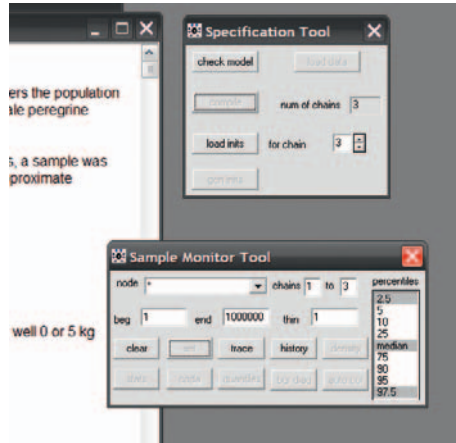 ers the population
ale peregrine
s, a sample was
proximate
well 0 or 5 kg
Specification Tool
check model load data
compile num of chains 3
load inits for chain 3
gen inits
Sample Monitor Tool
node * chains 1 to 3 percentiles
beg 1 end 1000000 thin 1
clear set trace history density
stats coda quantiles bgr diag auto cor
2.5
5
10
25
median
75
90
95
97.5